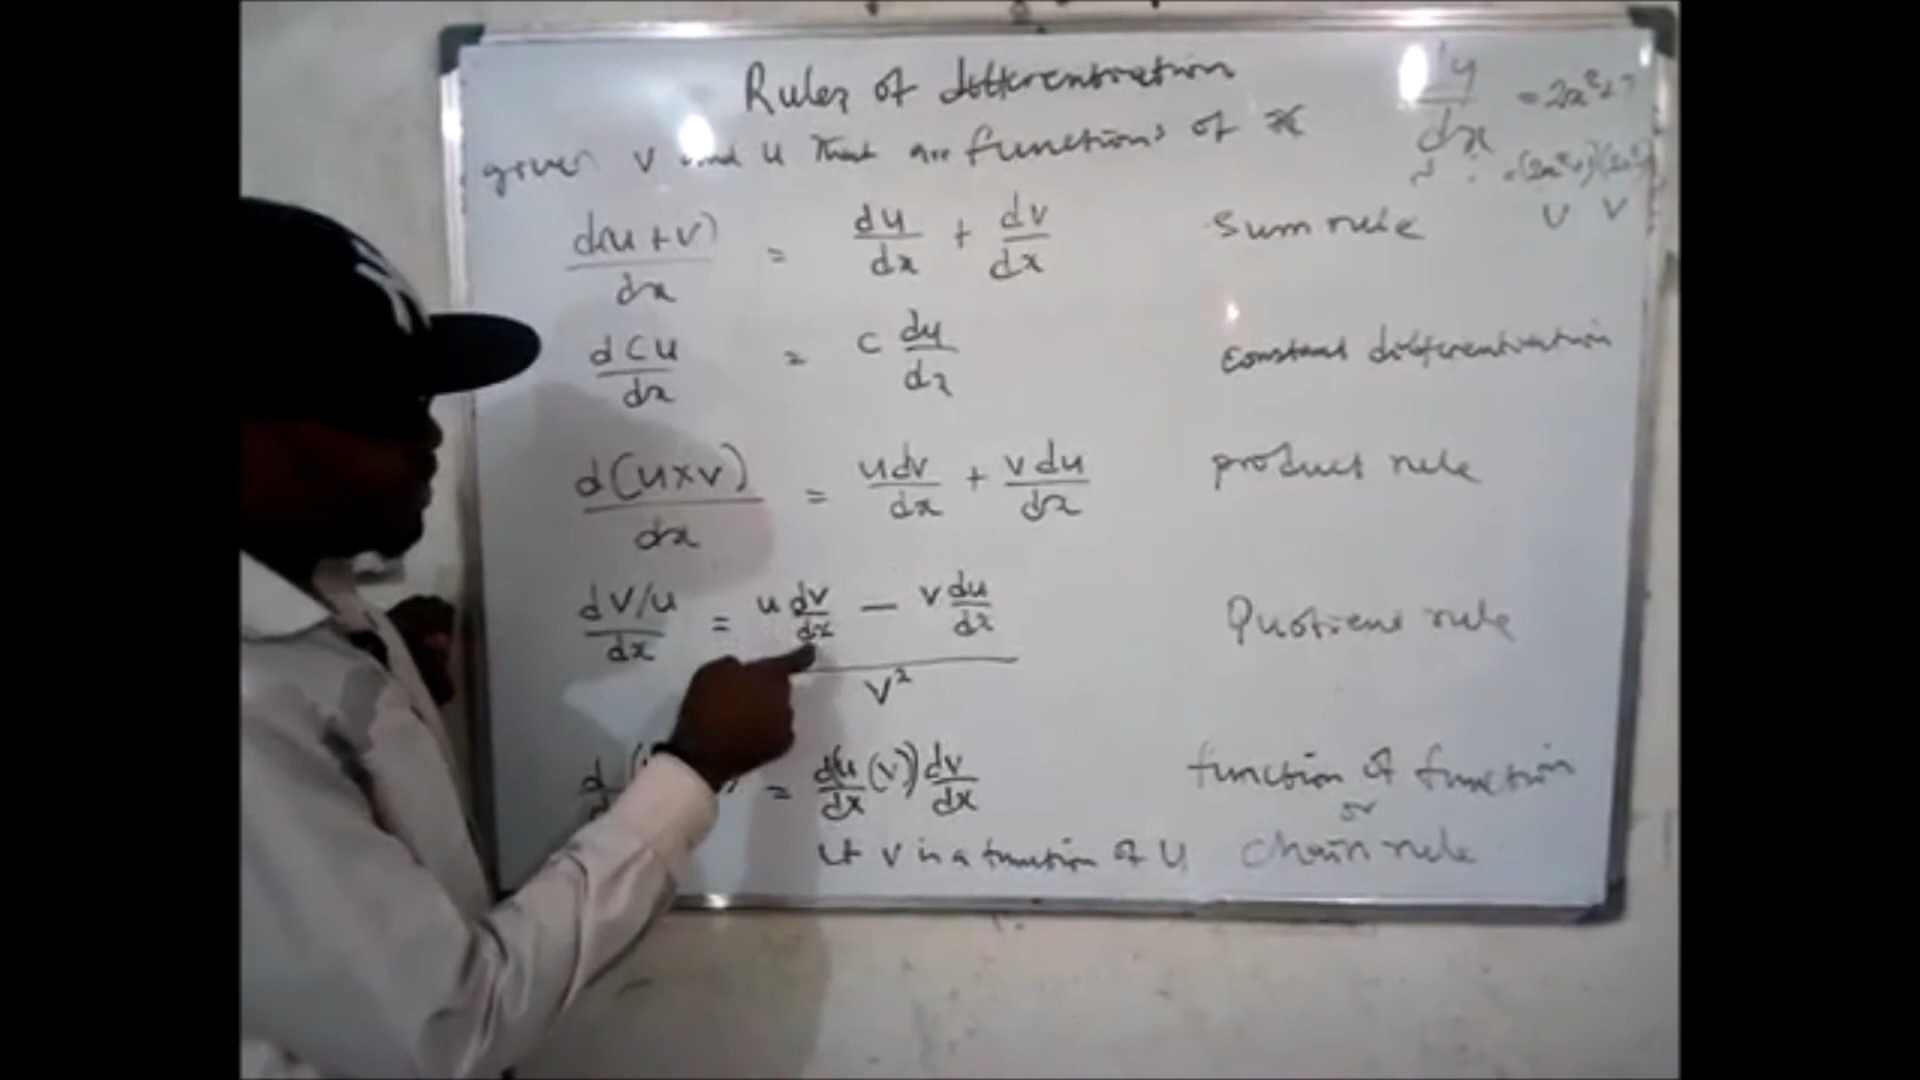 Rules of differentiation
given v and u that are functions of x
dy/dx = 2x²+
U V
d(u+v)/dx = du/dx + dv/dx Sum rule
dCu/dx = C dy/dx constant differentiation
d(u×v)/dx = udv/dx + vdu/dx product rule
dV/u/dx = u dv/dx − v du/dx / v² Quotient rule
d = du/dx (v) dv/dx function of function
or
if v is a function of u chain rule